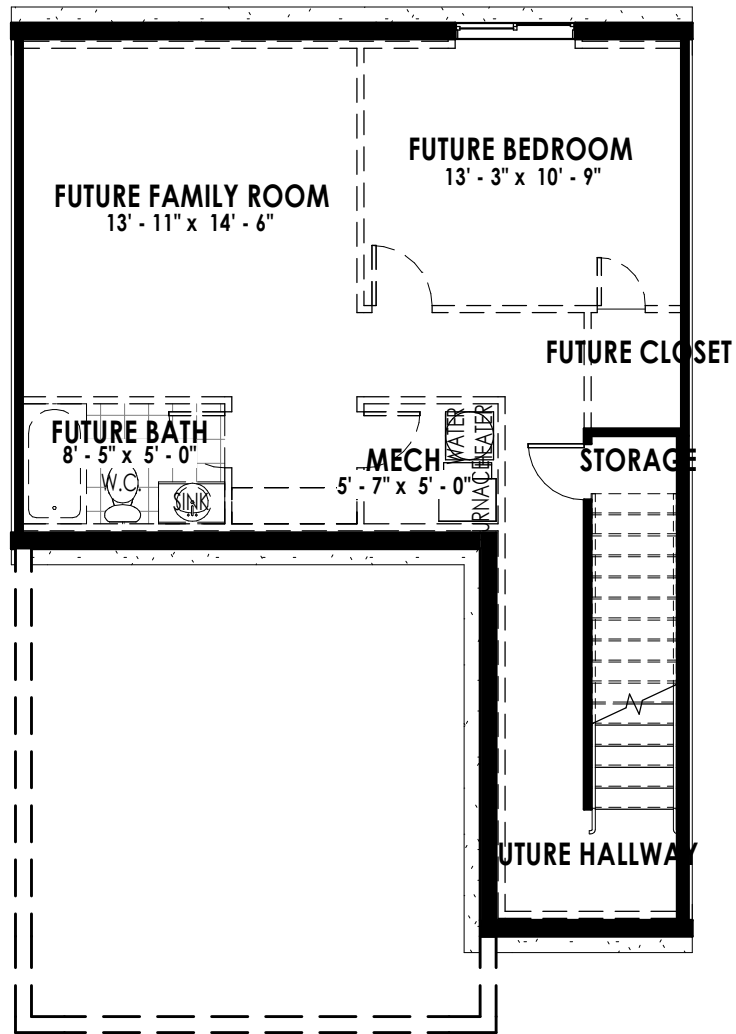 FUTURE BEDROOM
13' - 3" x 10' - 9"
FUTURE FAMILY ROOM
13' - 11" x 14' - 6"
FUTURE CLOSET
FUTURE BATH
8' - 5" x 5' - 0"
W.C.
SINK
MECH
5' - 7" x 5' - 0"
WATER
HEATER
URNACE
STORAGE
UTURE HALLWAY